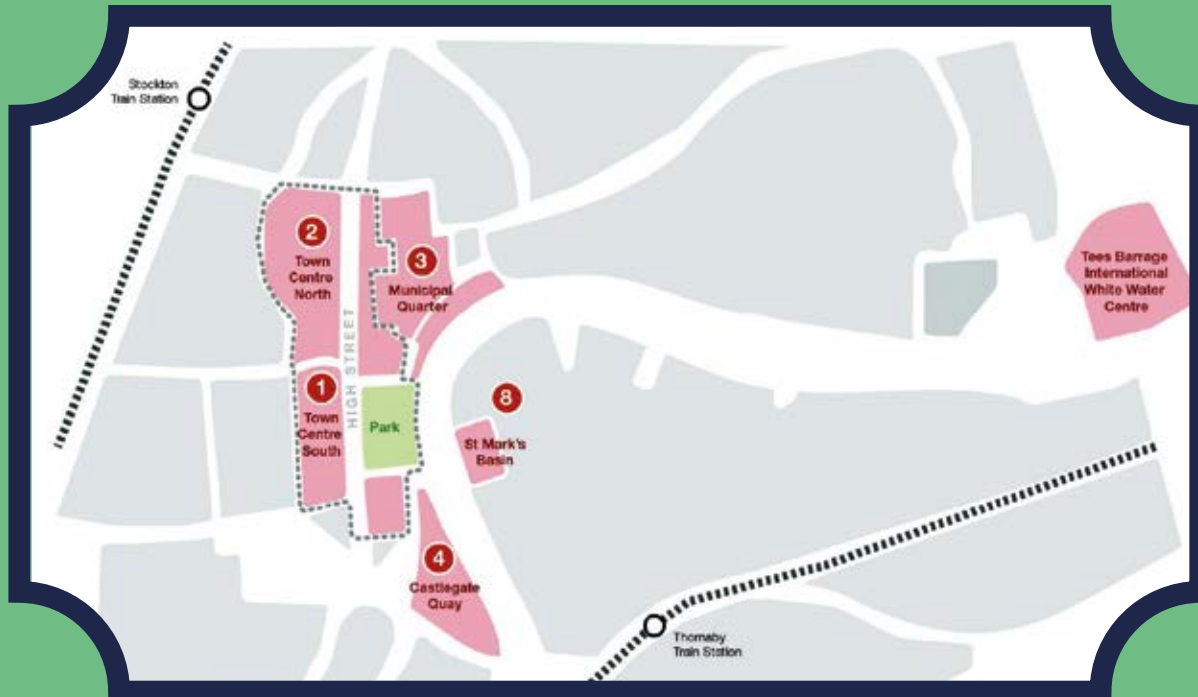 Stockton
Train Station
2
Town
Centre
North
3
Municipal
Quarter
Tees Barrage
International
White Water
Centre
HIGH STREET
1
Town
Centre
South
Park
8
St Mark's
Basin
4
Castlegate
Quay
Thornaby
Train Station